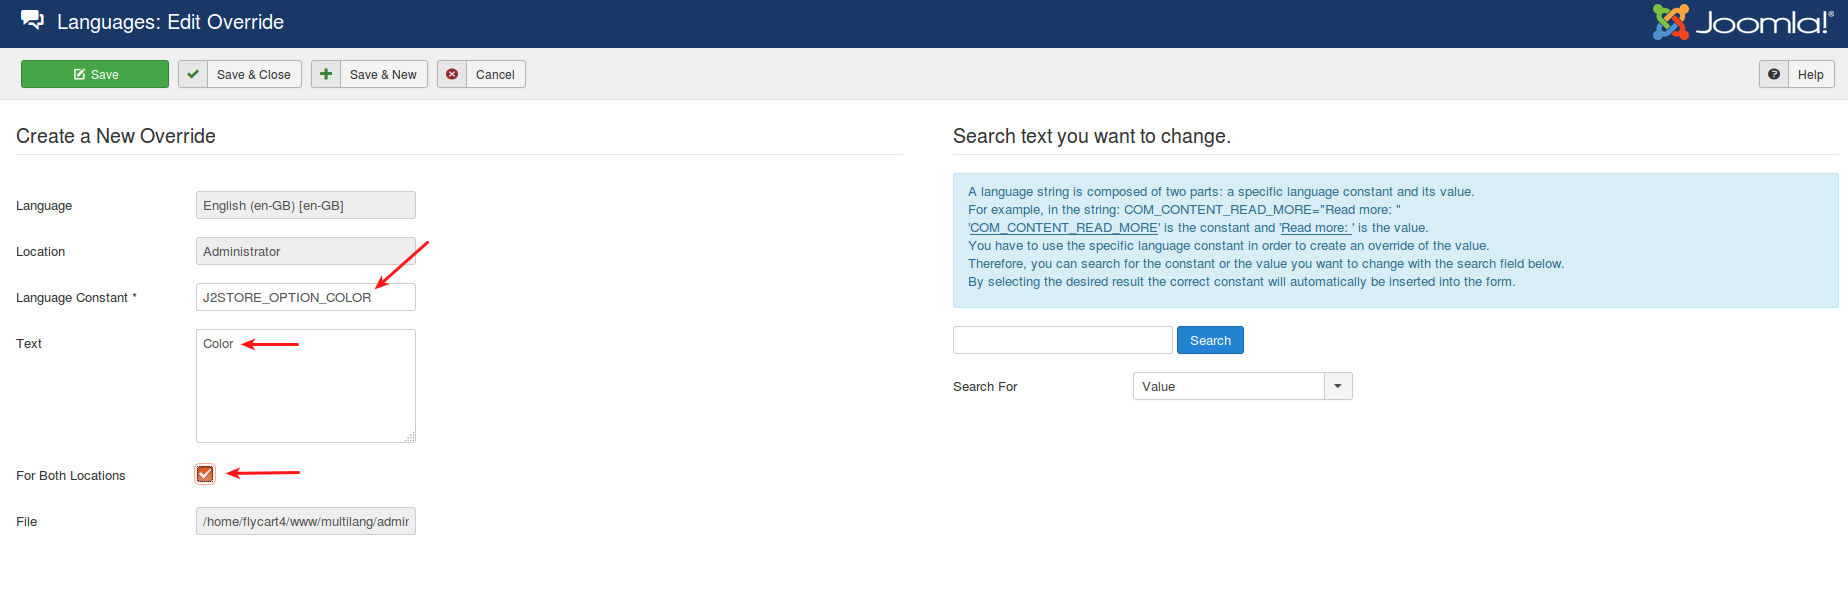 Languages: Edit Override
Joomla!®
Save
Save & Close
Save & New
Cancel
Help
Create a New Override
Language
English (en-GB) [en-GB]
Location
Administrator
Language Constant *
J2STORE_OPTION_COLOR
Text
Color
For Both Locations
File
/home/flycart4/www/multilang/admir
Search text you want to change.
A language string is composed of two parts: a specific language constant and its value.
For example, in the string: COM_CONTENT_READ_MORE="Read more: "
'COM_CONTENT_READ_MORE' is the constant and 'Read more: ' is the value.
You have to use the specific language constant in order to create an override of the value.
Therefore, you can search for the constant or the value you want to change with the search field below.
By selecting the desired result the correct constant will automatically be inserted into the form.
Search
Search For
Value